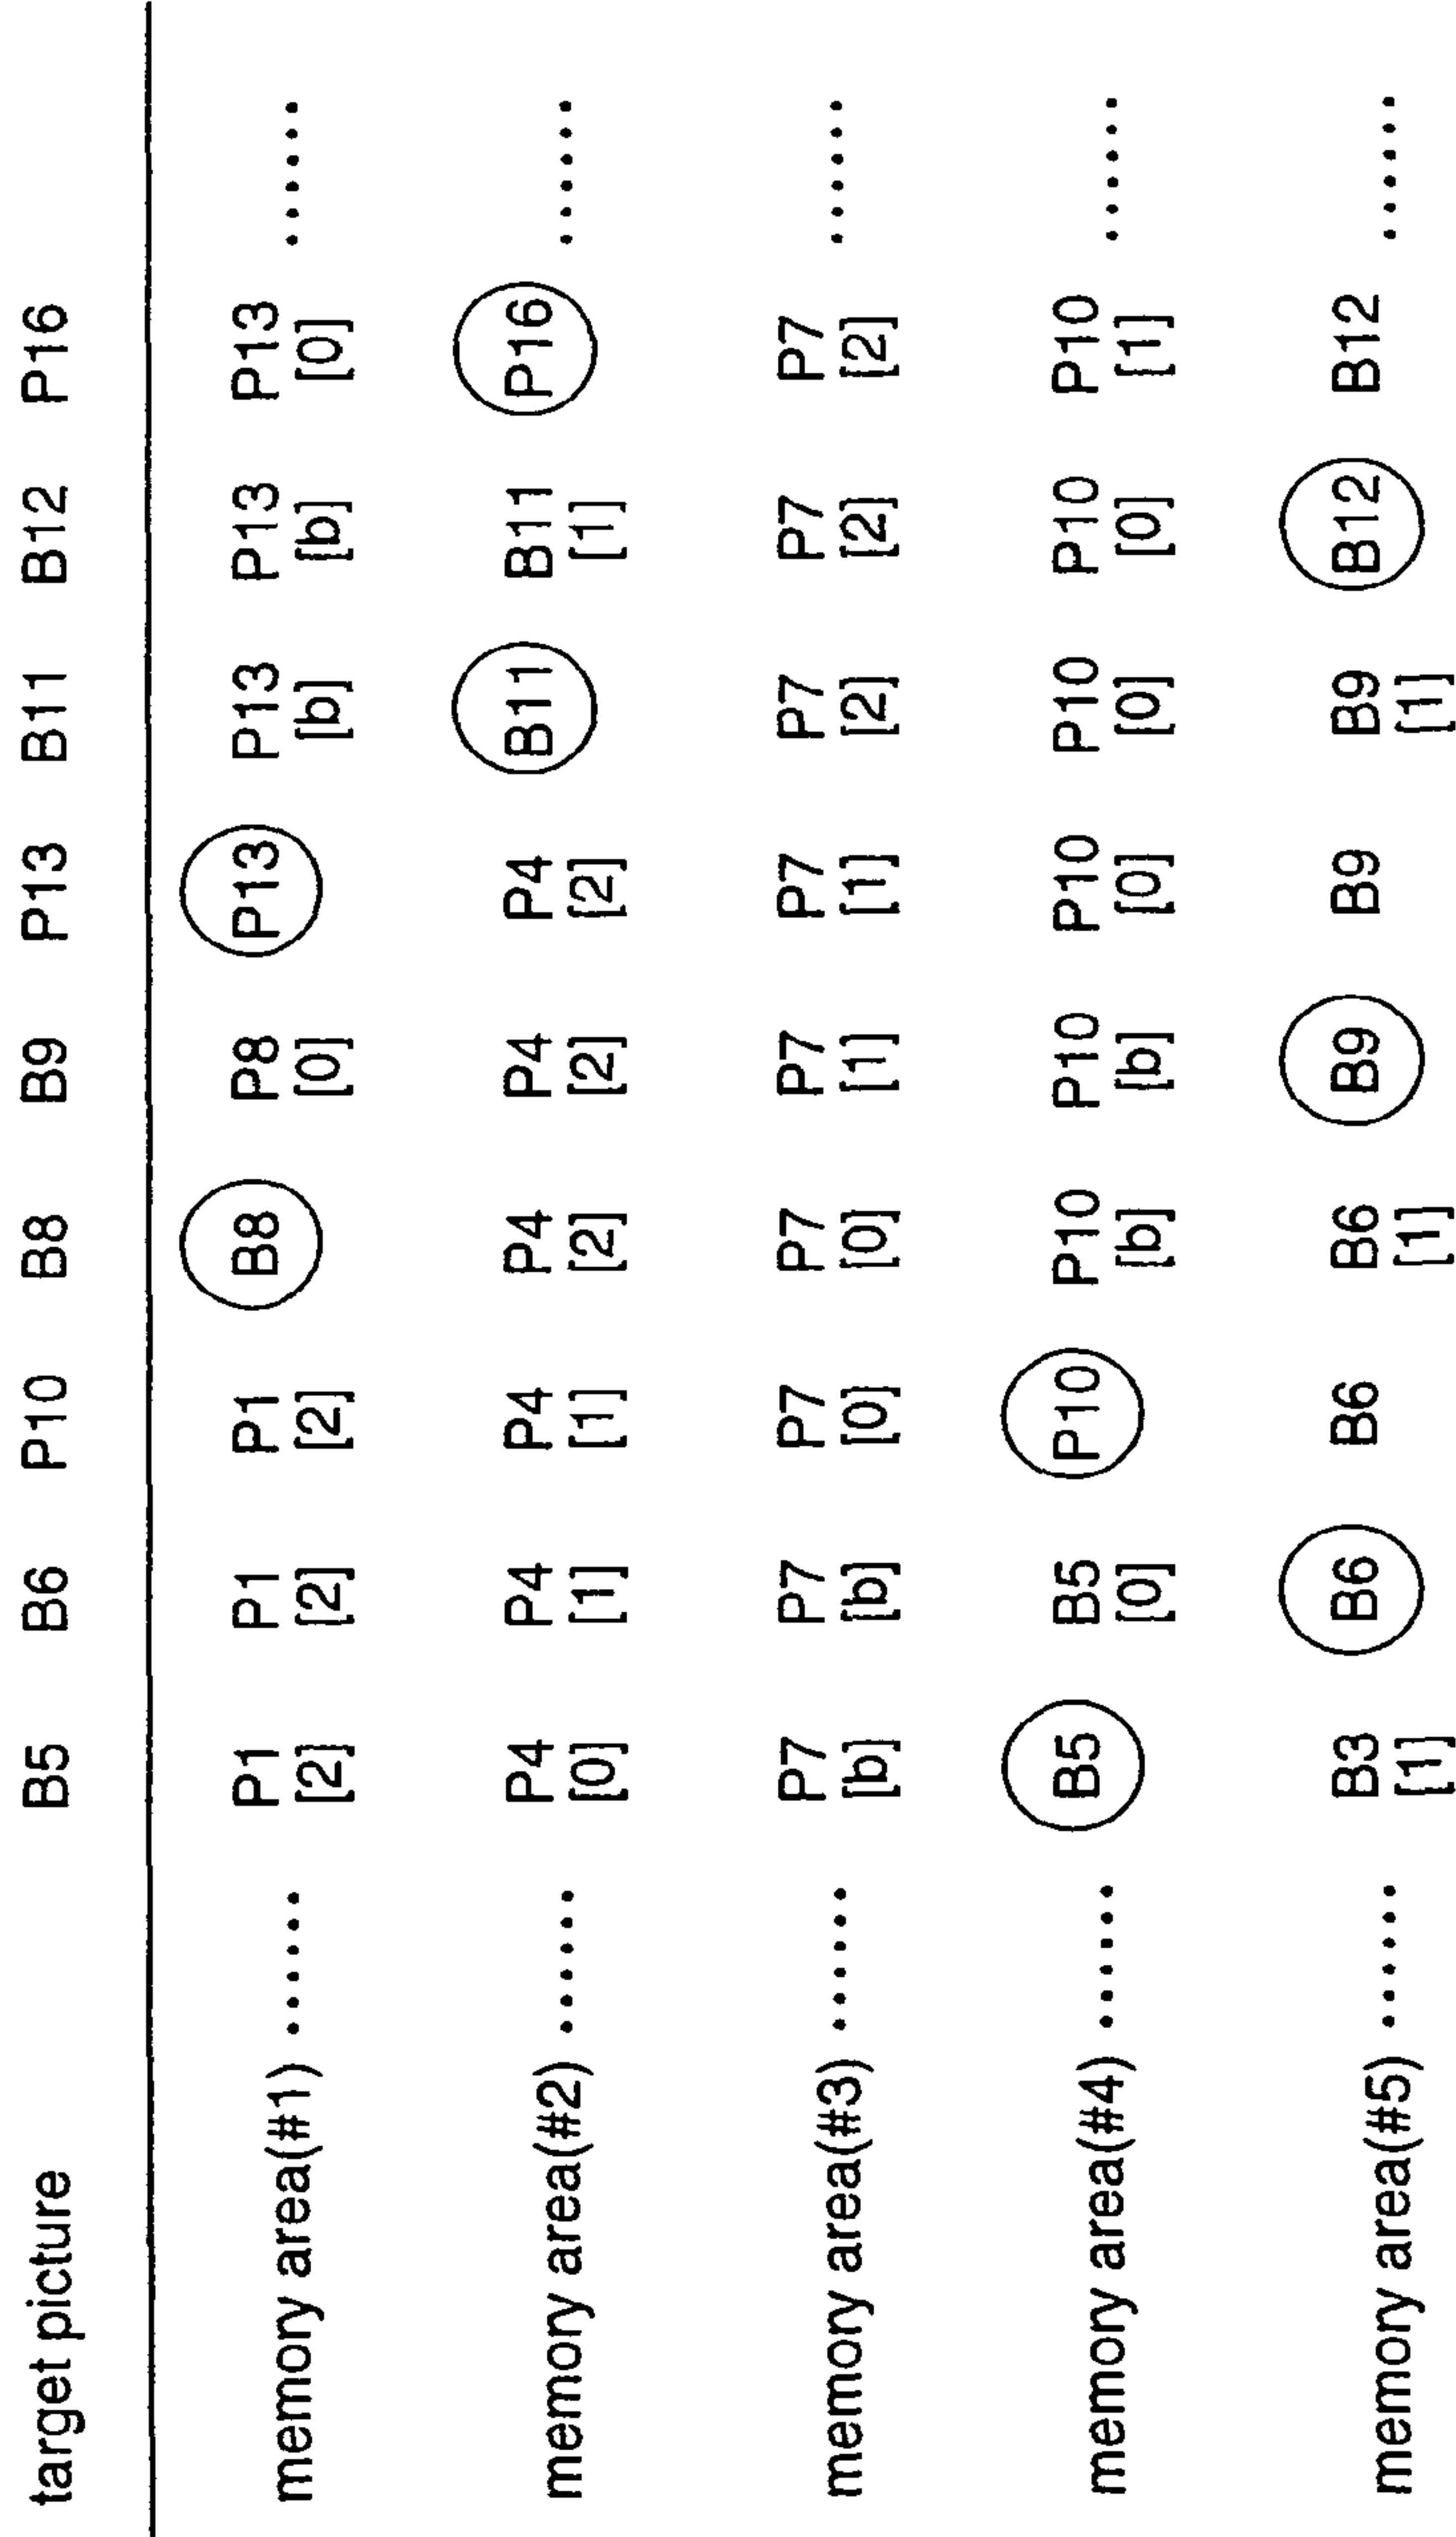 target picture B5 B6 P10 B8 B9 P13 B11 B12 P16
memory area(#1) ...... P1 P1 P1 B8 P8 P13 P13 P13 P13 ......
[2] [2] [2] [0] [b] [b] [0]
memory area(#2) ...... P4 P4 P4 P4 P4 P4 B11 B11 P16 ......
[0] [1] [1] [2] [2] [2] [1]
memory area(#3) ...... P7 P7 P7 P7 P7 P7 P7 P7 P7 ......
[b] [b] [0] [0] [1] [1] [2] [2] [2]
memory area(#4) ...... B5 B5 P10 P10 P10 P10 P10 P10 P10 ......
[0] [b] [b] [0] [0] [0] [1]
memory area(#5) ...... B3 B6 B6 B6 B9 B9 B9 B12 B12 ......
[1] [1] [1]